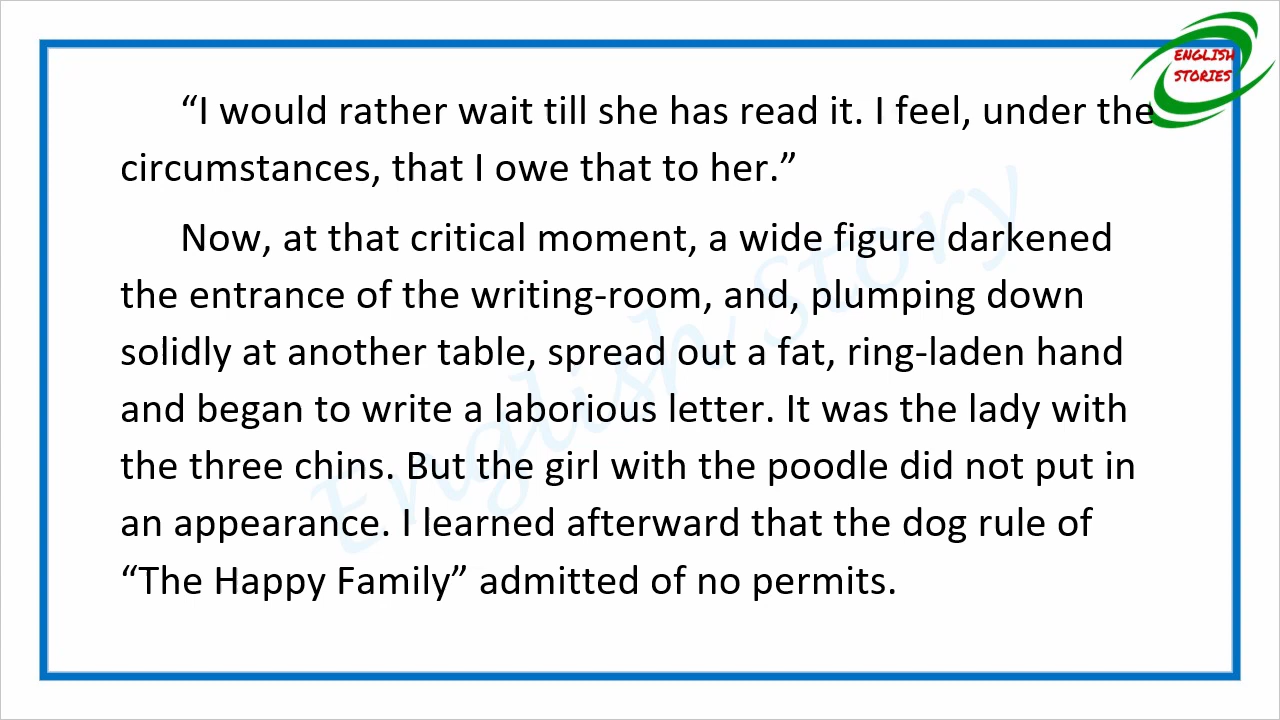 ENGLISH
STORIES
“I would rather wait till she has read it. I feel, under the
circumstances, that I owe that to her.”
Now, at that critical moment, a wide figure darkened
the entrance of the writing-room, and, plumping down
solidly at another table, spread out a fat, ring-laden hand
and began to write a laborious letter. It was the lady with
the three chins. But the girl with the poodle did not put in
an appearance. I learned afterward that the dog rule of
“The Happy Family” admitted of no permits.
English Story